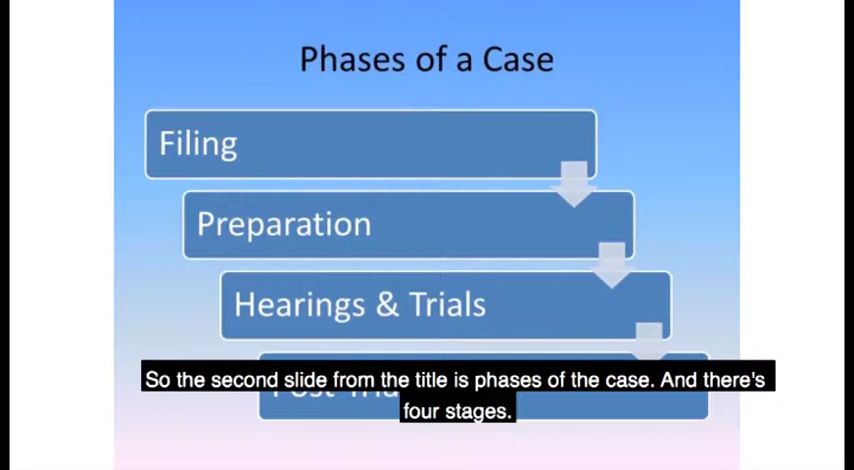 Phases of a Case
Filing
Preparation
Hearings & Trials
So the second slide from the title is phases of the case. And there's
four stages.